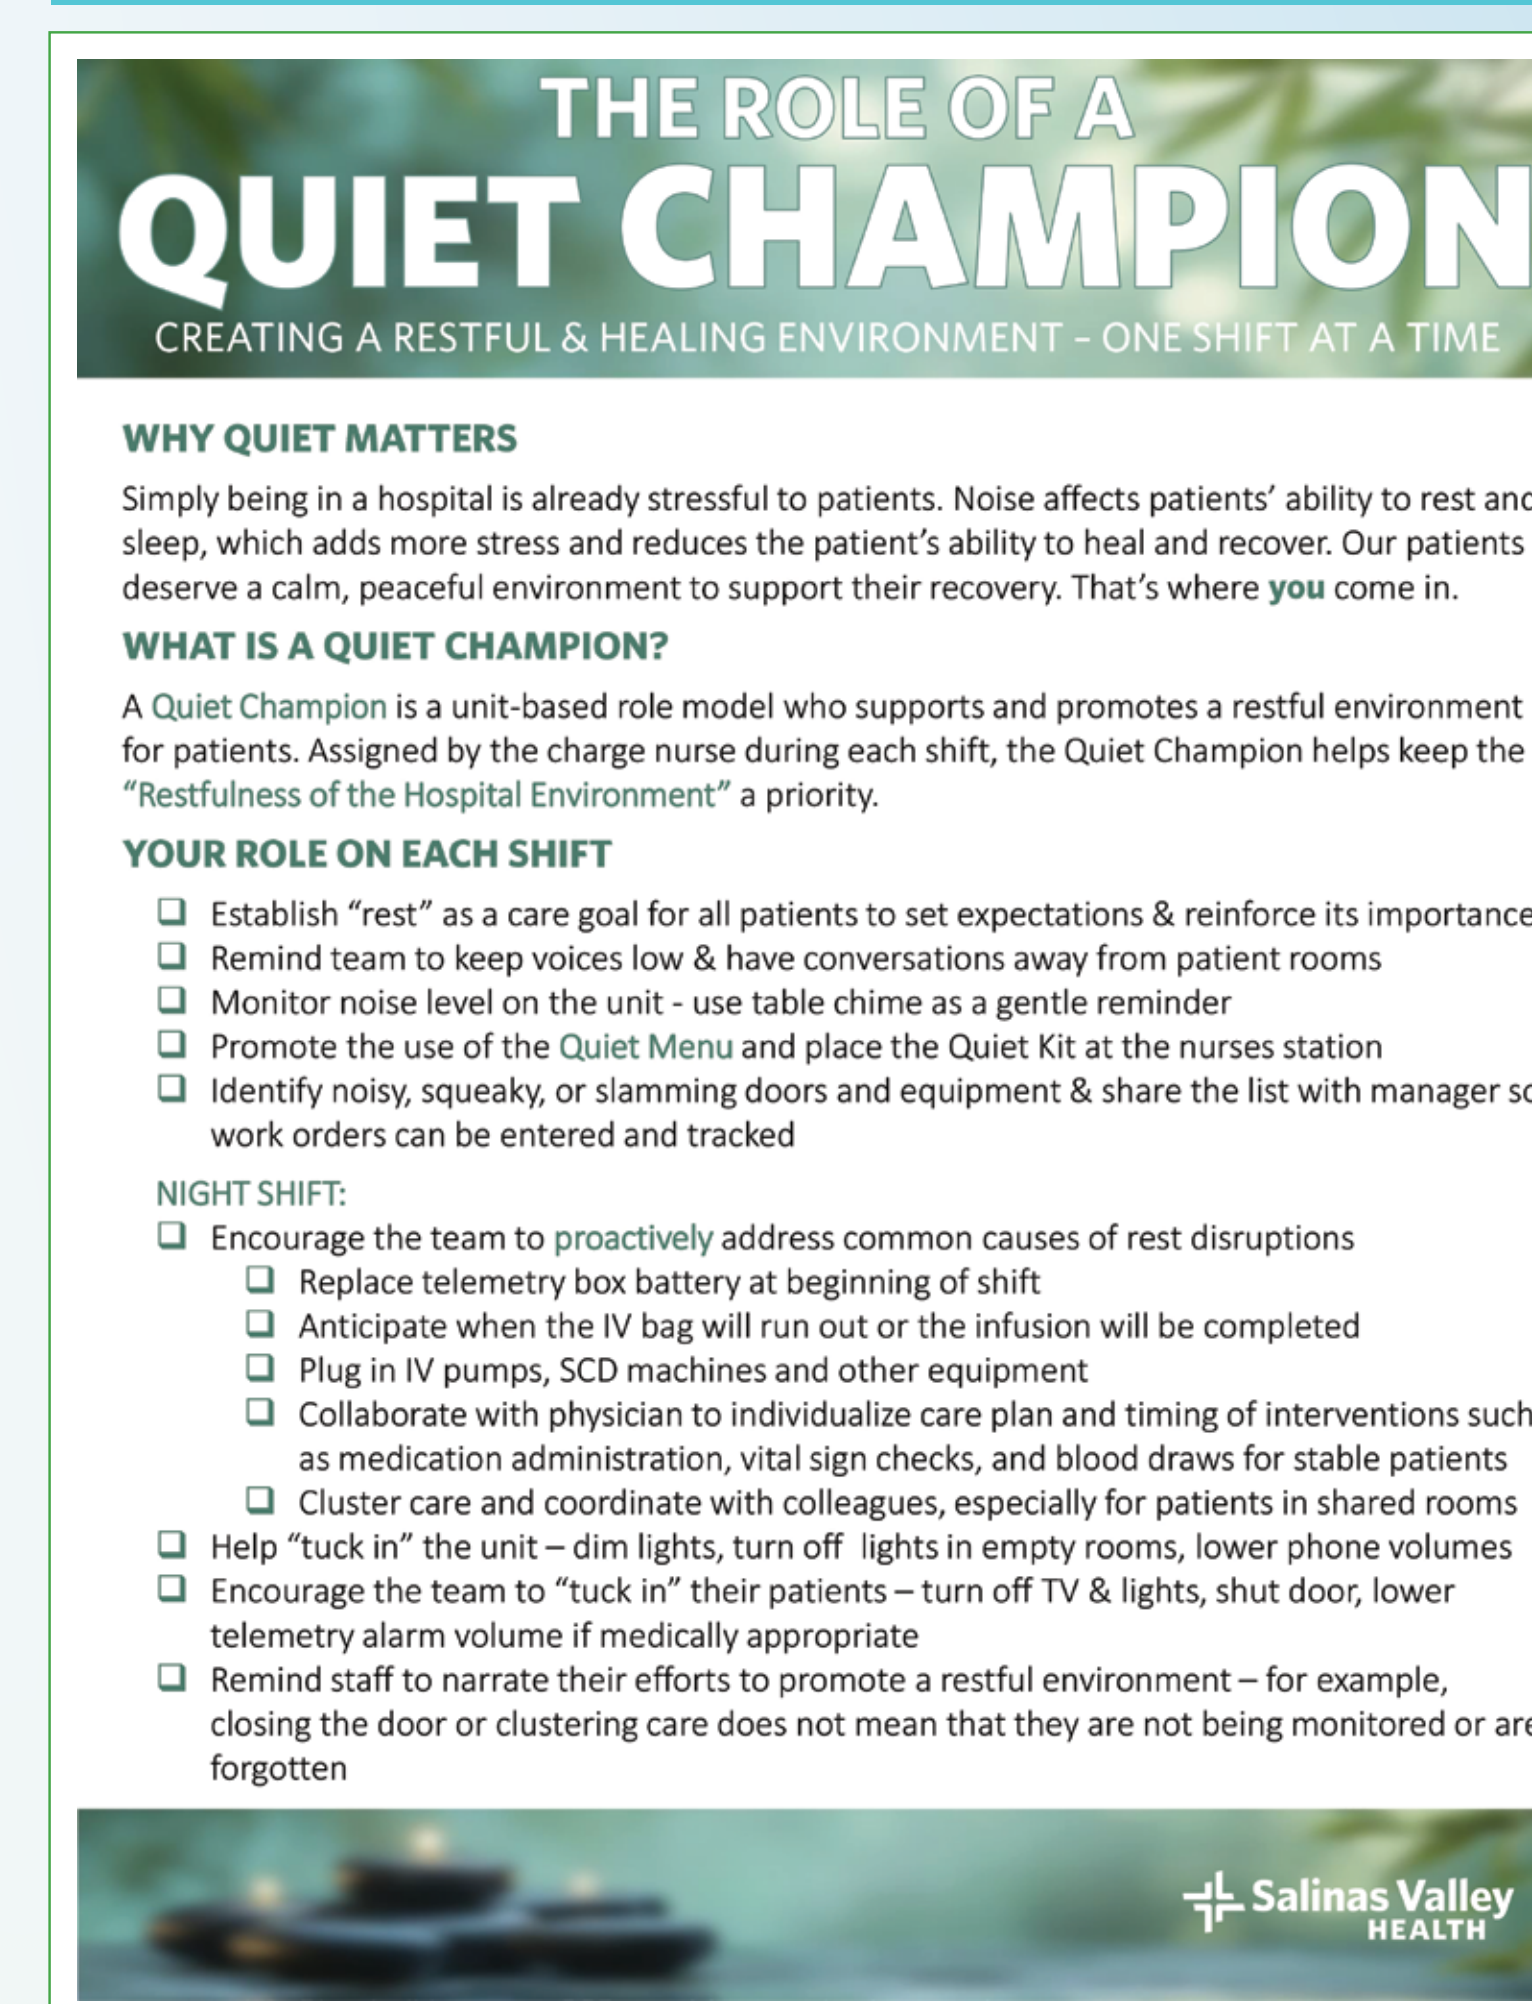 THE ROLE OF A
QUIET CHAMPION
CREATING A RESTFUL & HEALING ENVIRONMENT – ONE SHIFT AT A TIME
WHY QUIET MATTERS
Simply being in a hospital is already stressful to patients. Noise affects patients’ ability to rest and
sleep, which adds more stress and reduces the patient’s ability to heal and recover. Our patients
deserve a calm, peaceful environment to support their recovery. That’s where you come in.
WHAT IS A QUIET CHAMPION?
A Quiet Champion is a unit-based role model who supports and promotes a restful environment
for patients. Assigned by the charge nurse during each shift, the Quiet Champion helps keep the
“Restfulness of the Hospital Environment” a priority.
YOUR ROLE ON EACH SHIFT
❑ Establish “rest” as a care goal for all patients to set expectations & reinforce its importance
❑ Remind team to keep voices low & have conversations away from patient rooms
❑ Monitor noise level on the unit - use table chime as a gentle reminder
❑ Promote the use of the Quiet Menu and place the Quiet Kit at the nurses station
❑ Identify noisy, squeaky, or slamming doors and equipment & share the list with manager so
work orders can be entered and tracked
NIGHT SHIFT:
❑ Encourage the team to proactively address common causes of rest disruptions
❑ Replace telemetry box battery at beginning of shift
❑ Anticipate when the IV bag will run out or the infusion will be completed
❑ Plug in IV pumps, SCD machines and other equipment
❑ Collaborate with physician to individualize care plan and timing of interventions such
as medication administration, vital sign checks, and blood draws for stable patients
❑ Cluster care and coordinate with colleagues, especially for patients in shared rooms
❑ Help “tuck in” the unit – dim lights, turn off lights in empty rooms, lower phone volumes
❑ Encourage the team to “tuck in” their patients – turn off TV & lights, shut door, lower
telemetry alarm volume if medically appropriate
❑ Remind staff to narrate their efforts to promote a restful environment – for example,
closing the door or clustering care does not mean that they are not being monitored or are
forgotten
Salinas Valley
HEALTH